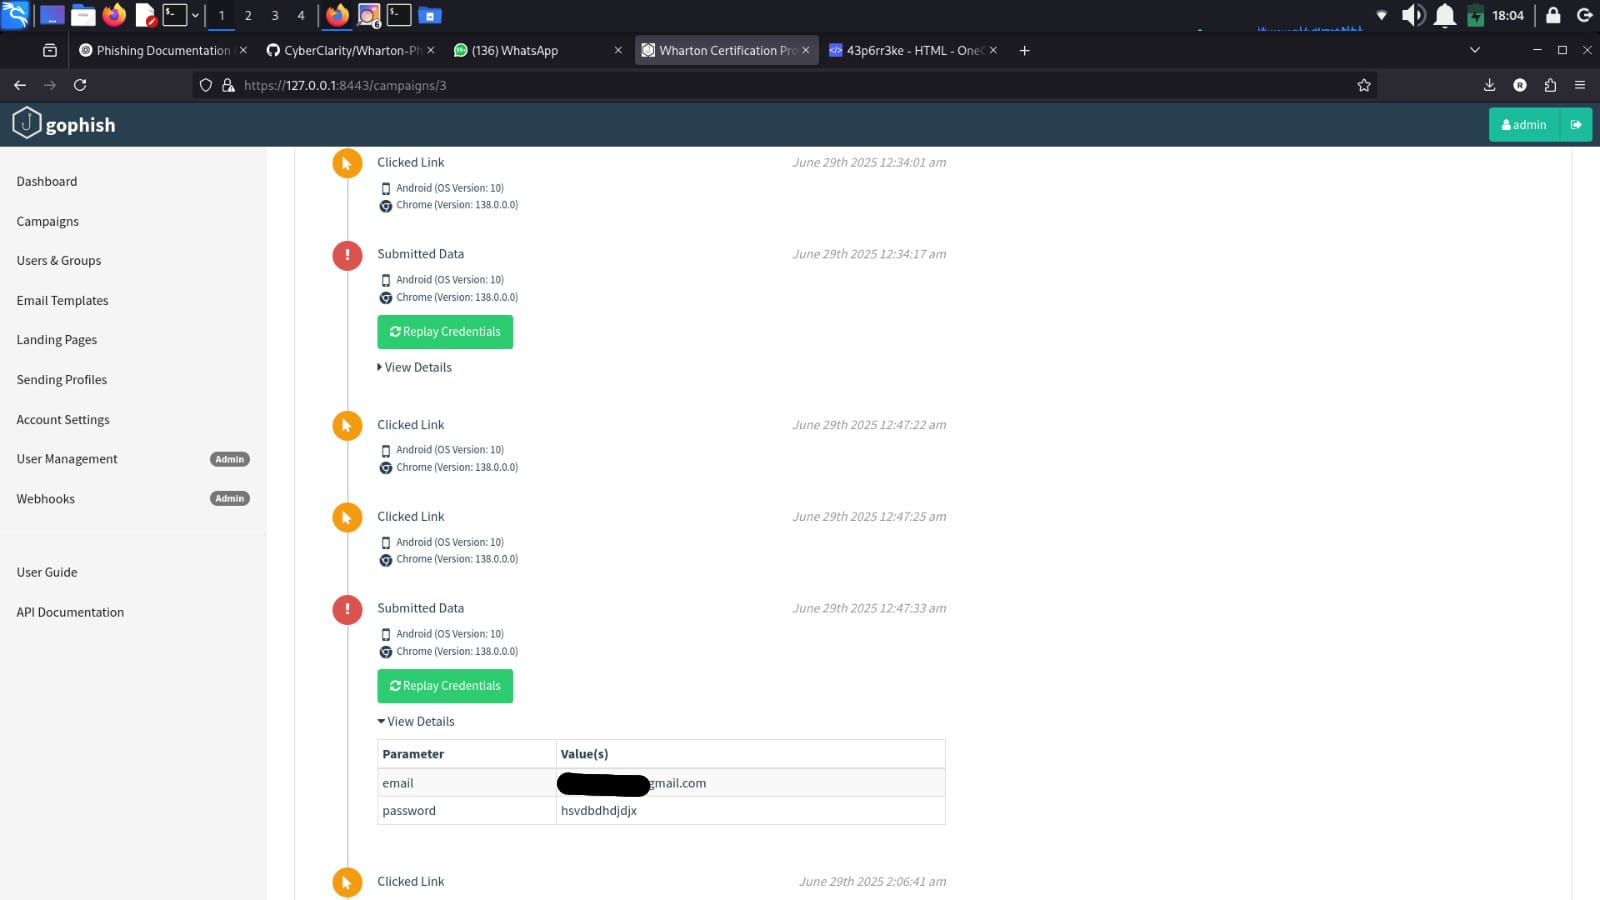 1 2 3 4 6 18:04
Phishing Documentation CyberClarity/Wharton-Ph (136) WhatsApp Wharton Certification Pro 43p6rr3ke - HTML - OneC
https://127.0.0.1:8443/campaigns/3
gophish admin
Clicked Link June 29th 2025 12:34:01 am
Dashboard
Android (OS Version: 10)
Chrome (Version: 138.0.0.0)
Campaigns
Submitted Data June 29th 2025 12:34:17 am
Users & Groups
Android (OS Version: 10)
Chrome (Version: 138.0.0.0)
Email Templates
Replay Credentials
Landing Pages
View Details
Sending Profiles
Account Settings
Clicked Link June 29th 2025 12:47:22 am
Android (OS Version: 10)
User Management Admin
Chrome (Version: 138.0.0.0)
Webhooks Admin
Clicked Link June 29th 2025 12:47:25 am
Android (OS Version: 10)
Chrome (Version: 138.0.0.0)
User Guide
API Documentation
Submitted Data June 29th 2025 12:47:33 am
Android (OS Version: 10)
Chrome (Version: 138.0.0.0)
Replay Credentials
View Details
Parameter Value(s)
email gmail.com
password hsvdbdhdjdjx
Clicked Link June 29th 2025 2:06:41 am